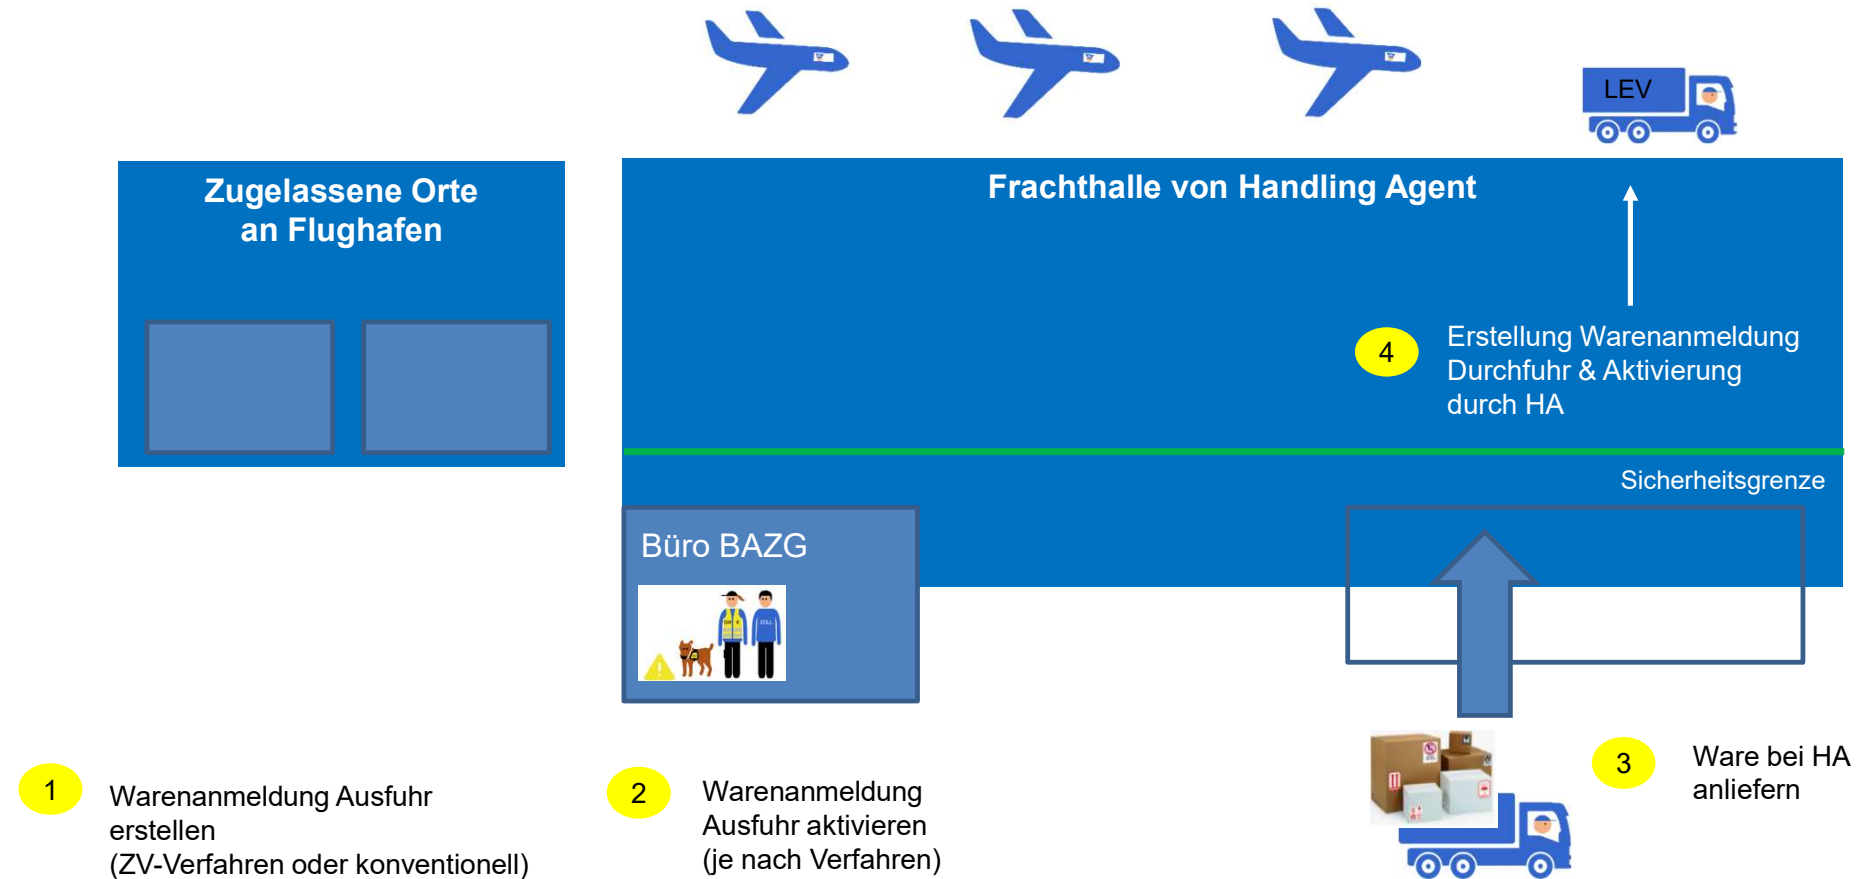 LEV
Zugelassene Orte
an Flughafen
Frachthalle von Handling Agent
4
Erstellung Warenanmeldung
Durchfuhr & Aktivierung
durch HA
Sicherheitsgrenze
Büro BAZG
ZOLL
1
Warenanmeldung Ausfuhr
erstellen
(ZV-Verfahren oder konventionell)
2
Warenanmeldung
Ausfuhr aktivieren
(je nach Verfahren)
3
Ware bei HA
anliefern